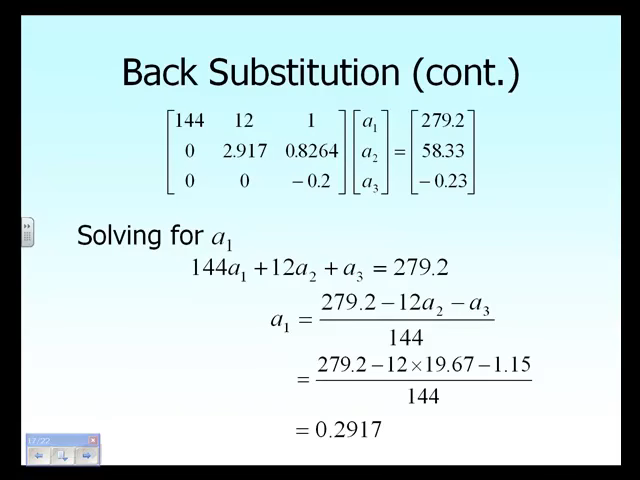 Back Substitution (cont.)
144 12 1 a₁ 279.2
0 2.917 0.8264 a₂ = 58.33
0 0 −0.2 a₃ −0.23
Solving for a₁
144a₁ +12a₂ + a₃ = 279.2
a₁ = (279.2 −12a₂ − a₃) / 144
= (279.2 −12 ×19.67 −1.15) / 144
= 0.2917
17/22